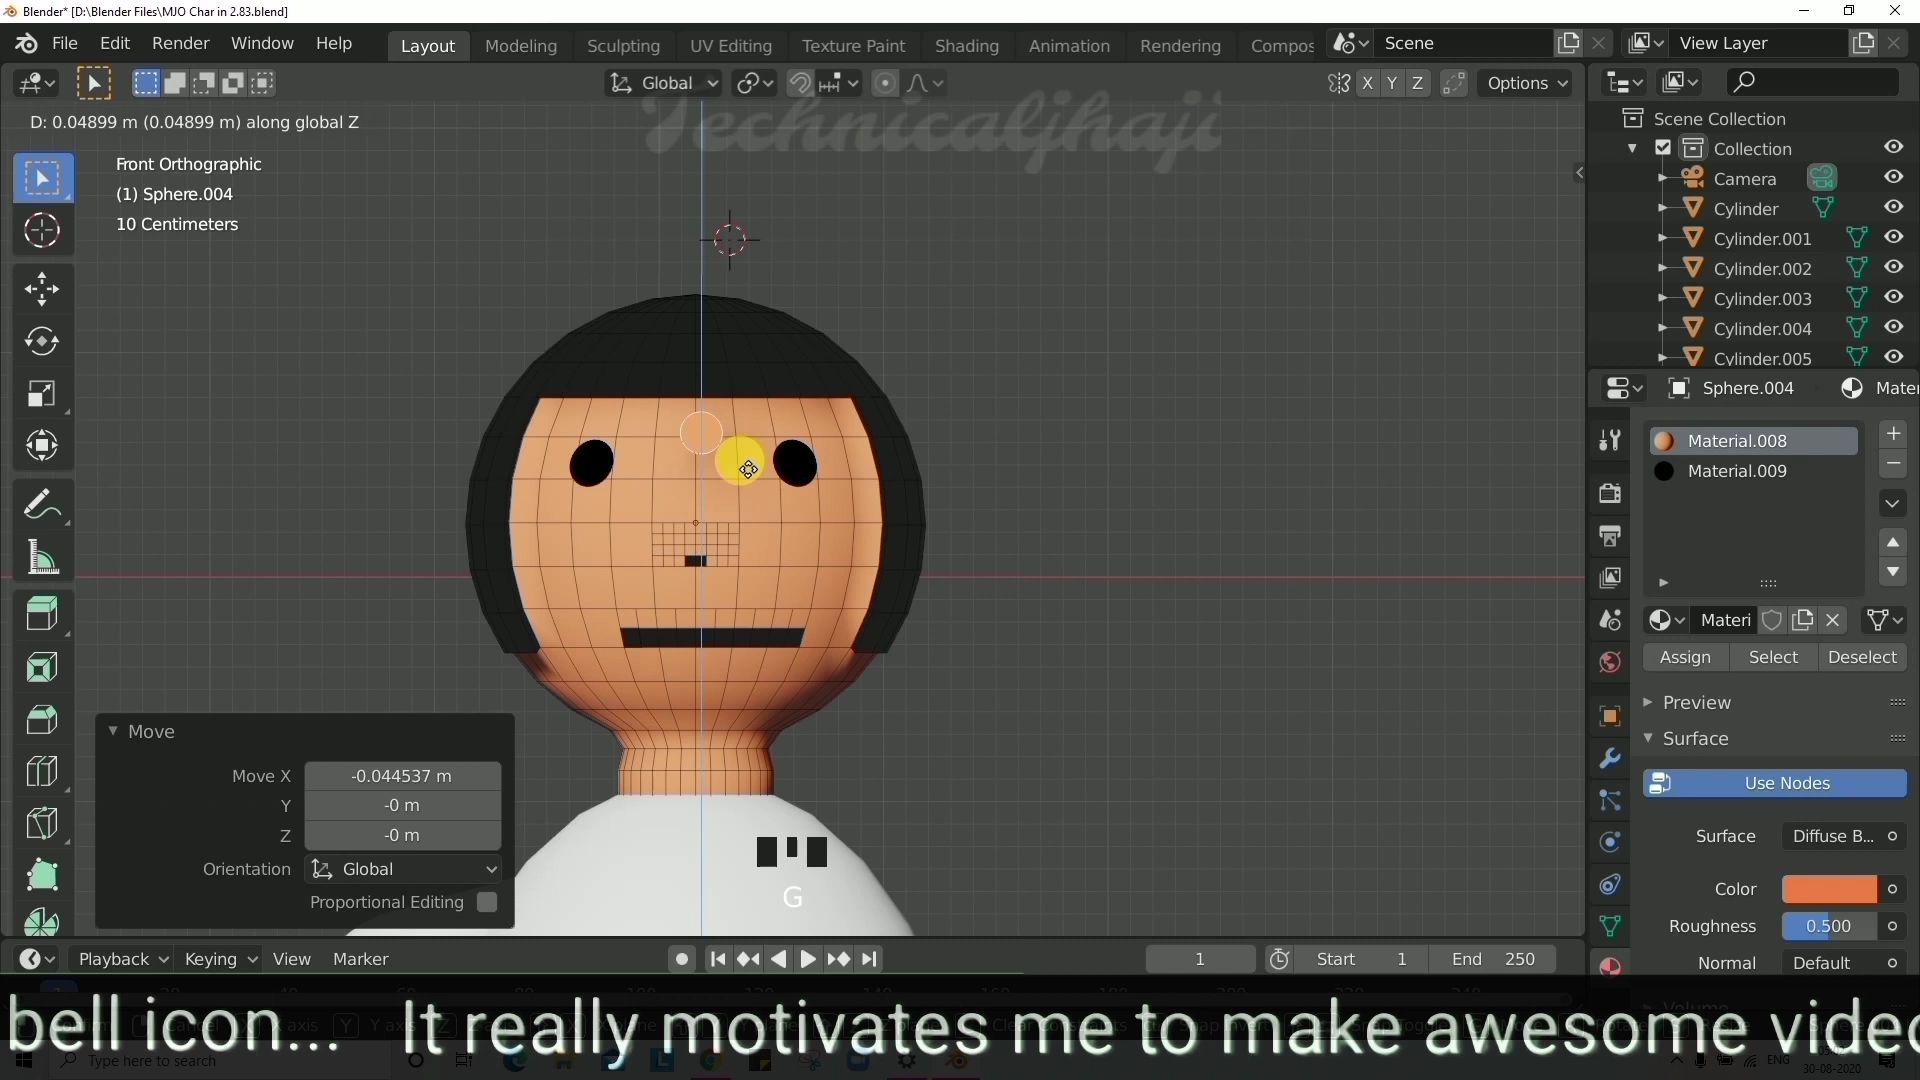 Blender* [D:\Blender Files\MJO Char in 2.83.blend]
File Edit Render Window Help
Layout Modeling Sculpting UV Editing Texture Paint Shading Animation Rendering Compos
Scene
View Layer
Global
X Y Z
Options
Technicaljhaji
D: 0.04899 m (0.04899 m) along global Z
Front Orthographic
(1) Sphere.004
10 Centimeters
Scene Collection
Collection
Camera
Cylinder
Cylinder.001
Cylinder.002
Cylinder.003
Cylinder.004
Cylinder.005
Sphere.004
Mater
Material.008
Material.009
Materi
Assign Select Deselect
Preview
Surface
Use Nodes
Surface Diffuse B...
Color
Roughness 0.500
Normal Default
Move
Move X -0.044537 m
Y -0 m
Z -0 m
Orientation Global
Proportional Editing
G
Playback Keying View Marker
1
Start 1
End 250
bell icon... It really motivates me to make awesome video
Type here to search
ENG
30-08-2020